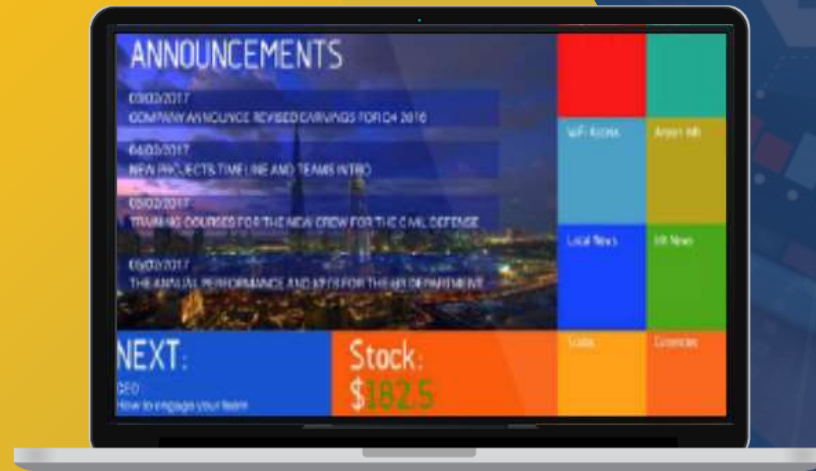 ANNOUNCEMENTS
03/02/2017
COMPANY ANNOUNCE REVISED EARNINGS FOR Q4 2016
04/02/2017
NEW PROJECTS TIMELINE AND TEAMS INTRO
05/02/2017
TRAINING COURSES FOR THE NEW CREW FOR THE CIVIL DEFENSE
06/02/2017
THE ANNUAL PERFORMANCE AND KPI'S FOR THE HR DEPARTMENT
WiFi Access
Airport Info
Local News
HR News
Currencies
NEXT:
CEO
How to engage your team
Stock:
$182.5